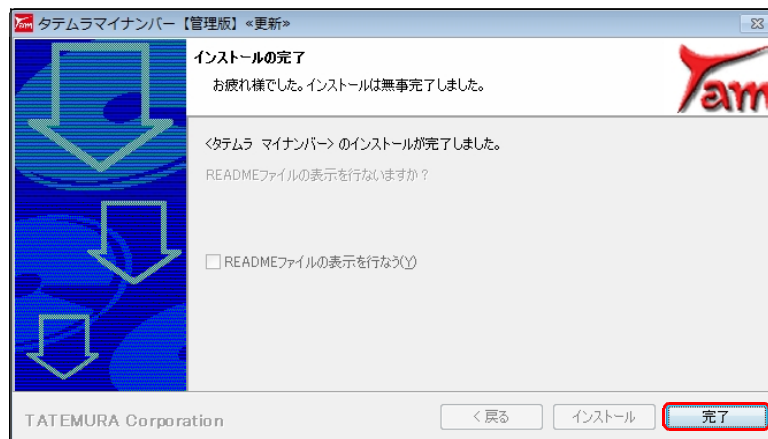 Tam タテムラマイナンバー【管理版】≪更新≫
インストールの完了
お疲れ様でした。インストールは無事完了しました。
Tam
<タテムラ マイナンバー> のインストールが完了しました。
READMEファイルの表示を行ないますか?
READMEファイルの表示を行なう(Y)
TATEMURA Corporation
< 戻る
インストール
完了